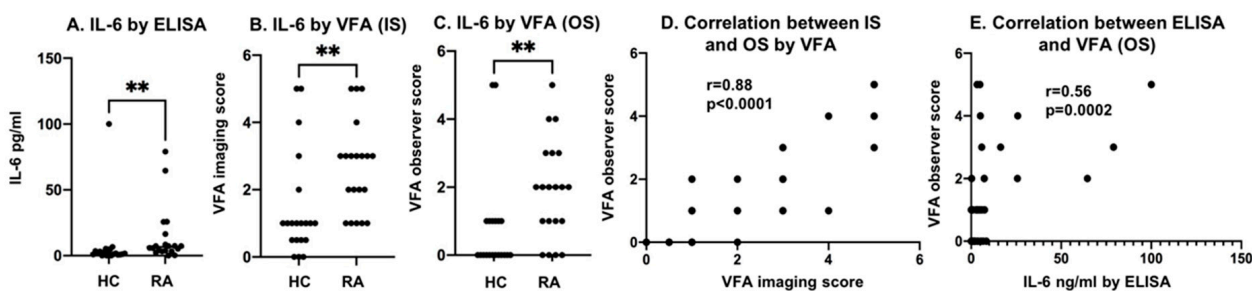 A. IL-6 by ELISA
150
100
50
0
IL-6 pg/ml
**
HC RA
B. IL-6 by VFA (IS)
6
4
2
0
VFA imaging score
**
HC RA
C. IL-6 by VFA (OS)
6
4
2
0
VFA observer score
**
HC RA
D. Correlation between IS
and OS by VFA
6
4
2
0
VFA observer score
r=0.88
p<0.0001
0 2 4 6
VFA imaging score
E. Correlation between ELISA
and VFA (OS)
6
4
2
0
VFA observer score
r=0.56
p=0.0002
0 50 100 150
IL-6 ng/ml by ELISA